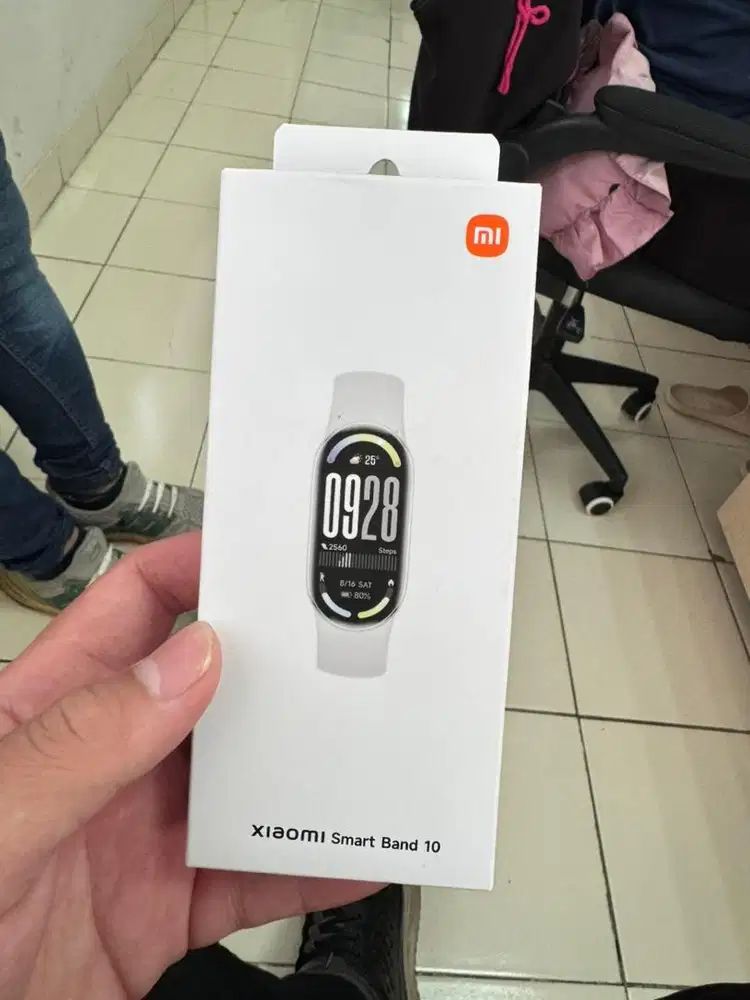 mi
25°
0928
2560 Steps
8/16 SAT
80%
xiaomi Smart Band 10